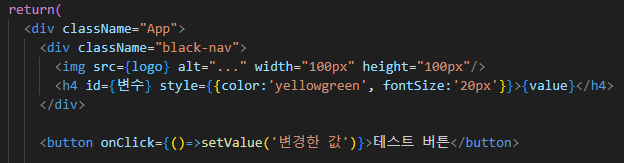 return(
<div className="App">
<div className="black-nav">
<img src={logo} alt="..." width="100px" height="100px"/>
<h4 id={변수} style={{color:'yellowgreen', fontSize:'20px'}}>{value}</h4>
</div>
<button onClick={()=>setValue('변경한 값')}>테스트 버튼</button>